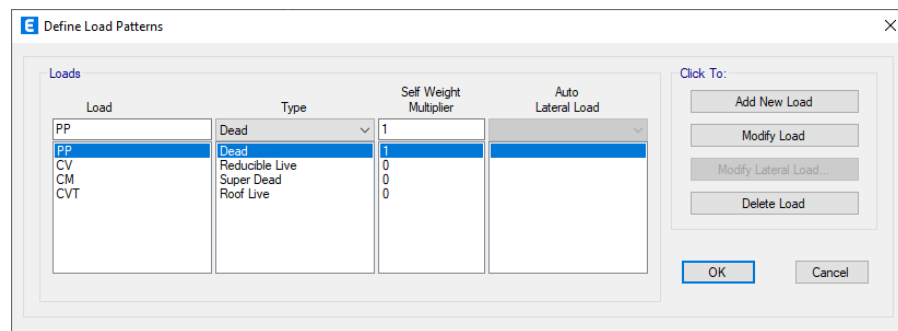 E Define Load Patterns
Loads
Click To:
Load
Type
Self Weight
Multiplier
Auto
Lateral Load
PP Dead 1
PP Dead 1
CV Reducible Live 0
CM Super Dead 0
CVT Roof Live 0
Add New Load
Modify Load
Modify Lateral Load...
Delete Load
OK
Cancel